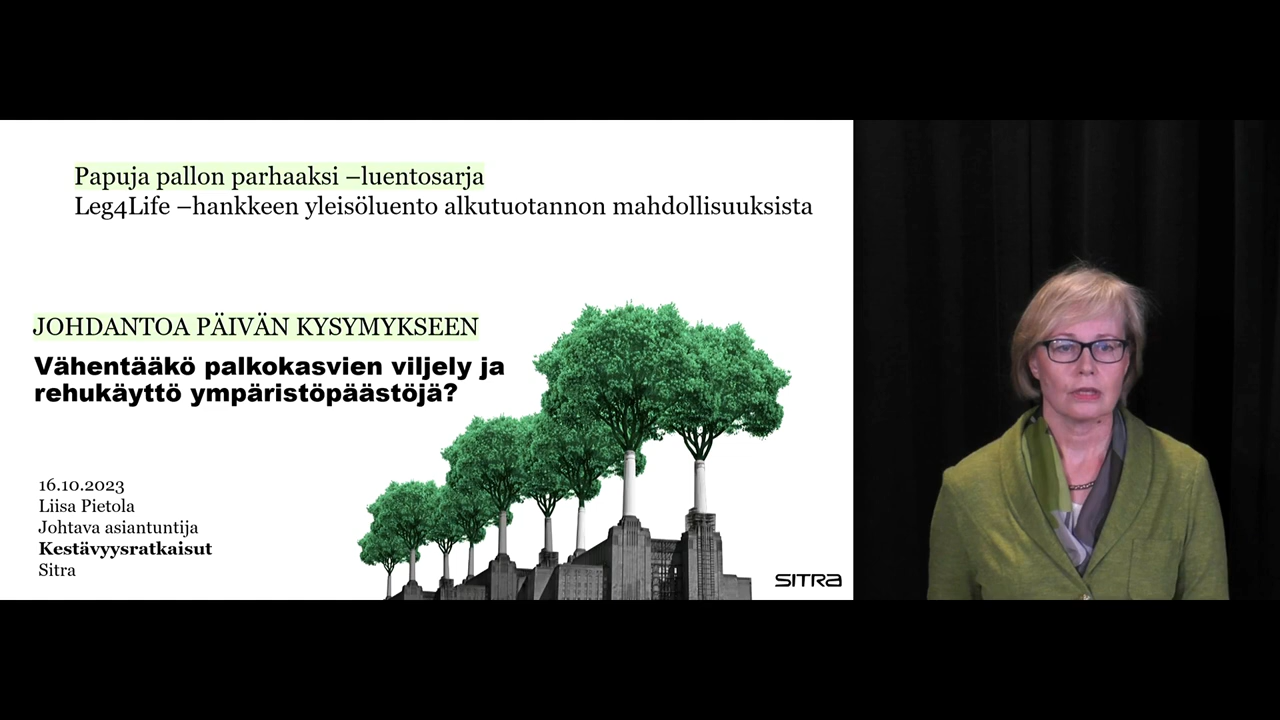 Papuja pallon parhaaksi –luentosarja
Leg4Life –hankkeen yleisöluento alkutuotannon mahdollisuuksista
JOHDANTOA PÄIVÄN KYSYMYKSEEN
Vähentääkö palkokasvien viljely ja
rehukäyttö ympäristöpäästöjä?
16.10.2023
Liisa Pietola
Johtava asiantuntija
Kestävyysratkaisut
Sitra
SITRA